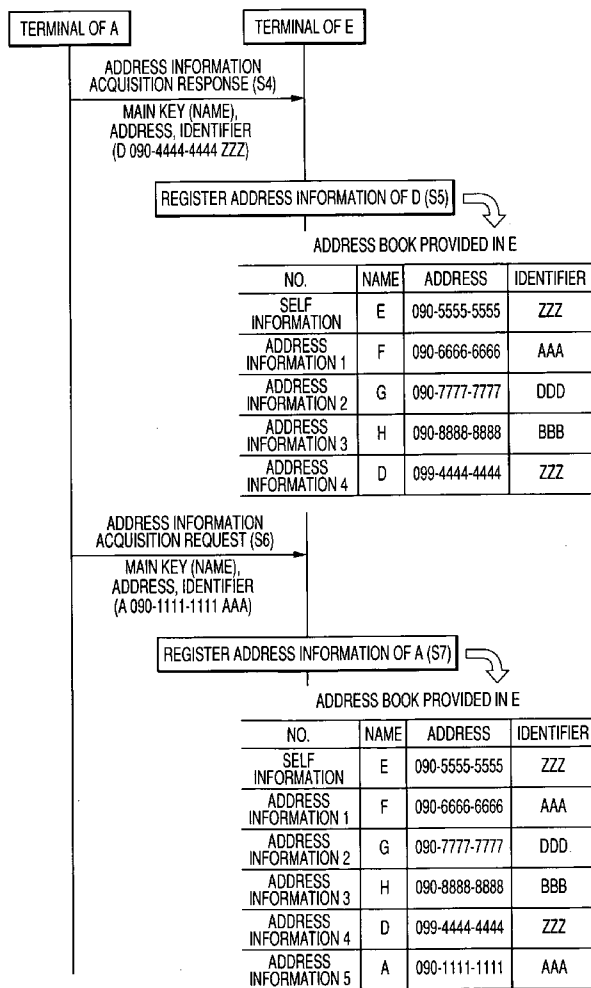 TERMINAL OF A
TERMINAL OF E
ADDRESS INFORMATION
ACQUISITION RESPONSE (S4)
MAIN KEY (NAME),
ADDRESS, IDENTIFIER
(D 090-4444-4444 ZZZ)
REGISTER ADDRESS INFORMATION OF D (S5)
ADDRESS BOOK PROVIDED IN E
NO. NAME ADDRESS IDENTIFIER
SELF
INFORMATION E 090-5555-5555 ZZZ
ADDRESS
INFORMATION 1 F 090-6666-6666 AAA
ADDRESS
INFORMATION 2 G 090-7777-7777 DDD
ADDRESS
INFORMATION 3 H 090-8888-8888 BBB
ADDRESS
INFORMATION 4 D 099-4444-4444 ZZZ
ADDRESS INFORMATION
ACQUISITION REQUEST (S6)
MAIN KEY (NAME),
ADDRESS, IDENTIFIER
(A 090-1111-1111 AAA)
REGISTER ADDRESS INFORMATION OF A (S7)
ADDRESS BOOK PROVIDED IN E
NO. NAME ADDRESS IDENTIFIER
SELF
INFORMATION E 090-5555-5555 ZZZ
ADDRESS
INFORMATION 1 F 090-6666-6666 AAA
ADDRESS
INFORMATION 2 G 090-7777-7777 DDD
ADDRESS
INFORMATION 3 H 090-8888-8888 BBB
ADDRESS
INFORMATION 4 D 099-4444-4444 ZZZ
ADDRESS
INFORMATION 5 A 090-1111-1111 AAA